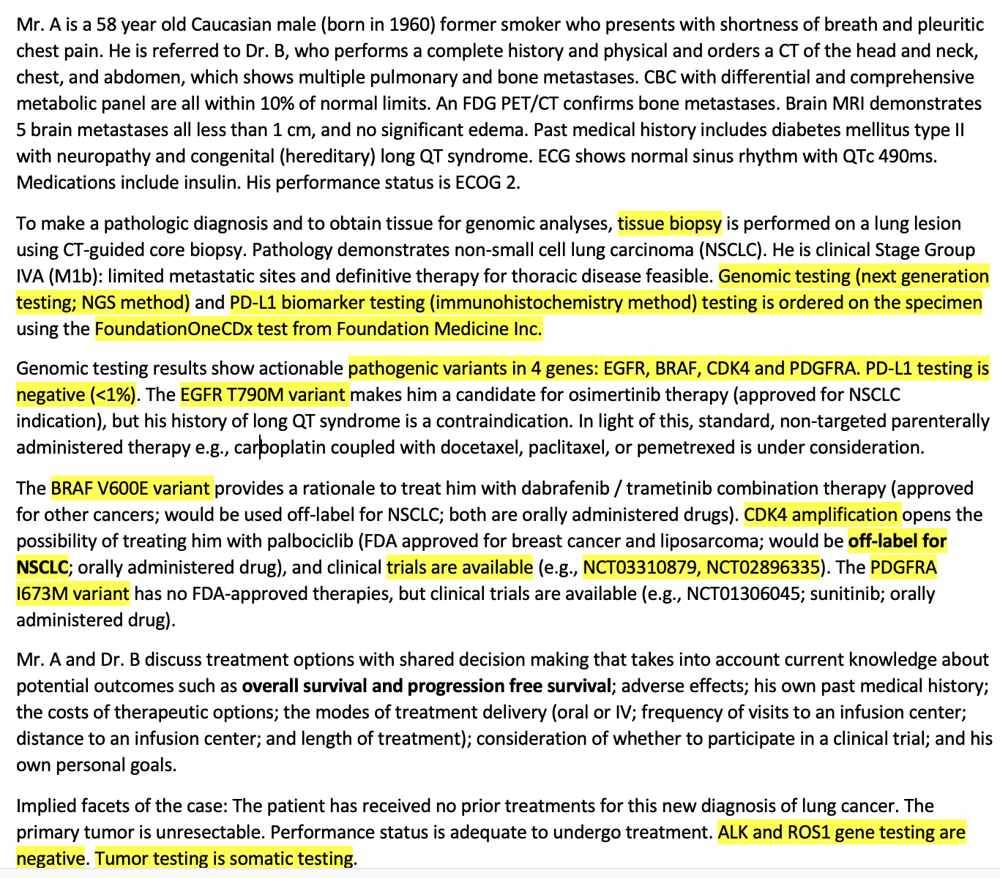 Mr. A is a 58 year old Caucasian male (born in 1960) former smoker who presents with shortness of breath and pleuritic
chest pain. He is referred to Dr. B, who performs a complete history and physical and orders a CT of the head and neck,
chest, and abdomen, which shows multiple pulmonary and bone metastases. CBC with differential and comprehensive
metabolic panel are all within 10% of normal limits. An FDG PET/CT confirms bone metastases. Brain MRI demonstrates
5 brain metastases all less than 1 cm, and no significant edema. Past medical history includes diabetes mellitus type II
with neuropathy and congenital (hereditary) long QT syndrome. ECG shows normal sinus rhythm with QTc 490ms.
Medications include insulin. His performance status is ECOG 2.
To make a pathologic diagnosis and to obtain tissue for genomic analyses, tissue biopsy is performed on a lung lesion
using CT-guided core biopsy. Pathology demonstrates non-small cell lung carcinoma (NSCLC). He is clinical Stage Group
IVA (M1b): limited metastatic sites and definitive therapy for thoracic disease feasible. Genomic testing (next generation
testing; NGS method) and PD-L1 biomarker testing (immunohistochemistry method) testing is ordered on the specimen
using the FoundationOneCDx test from Foundation Medicine Inc.
Genomic testing results show actionable pathogenic variants in 4 genes: EGFR, BRAF, CDK4 and PDGFRA. PD-L1 testing is
negative (<1%). The EGFR T790M variant makes him a candidate for osimertinib therapy (approved for NSCLC
indication), but his history of long QT syndrome is a contraindication. In light of this, standard, non-targeted parenterally
administered therapy e.g., carboplatin coupled with docetaxel, paclitaxel, or pemetrexed is under consideration.
The BRAF V600E variant provides a rationale to treat him with dabrafenib / trametinib combination therapy (approved
for other cancers; would be used off-label for NSCLC; both are orally administered drugs). CDK4 amplification opens the
possibility of treating him with palbociclib (FDA approved for breast cancer and liposarcoma; would be off-label for
NSCLC; orally administered drug), and clinical trials are available (e.g., NCT03310879, NCT02896335). The PDGFRA
I673M variant has no FDA-approved therapies, but clinical trials are available (e.g., NCT01306045; sunitinib; orally
administered drug).
Mr. A and Dr. B discuss treatment options with shared decision making that takes into account current knowledge about
potential outcomes such as overall survival and progression free survival; adverse effects; his own past medical history;
the costs of therapeutic options; the modes of treatment delivery (oral or IV; frequency of visits to an infusion center;
distance to an infusion center; and length of treatment); consideration of whether to participate in a clinical trial; and his
own personal goals.
Implied facets of the case: The patient has received no prior treatments for this new diagnosis of lung cancer. The
primary tumor is unresectable. Performance status is adequate to undergo treatment. ALK and ROS1 gene testing are
negative. Tumor testing is somatic testing.